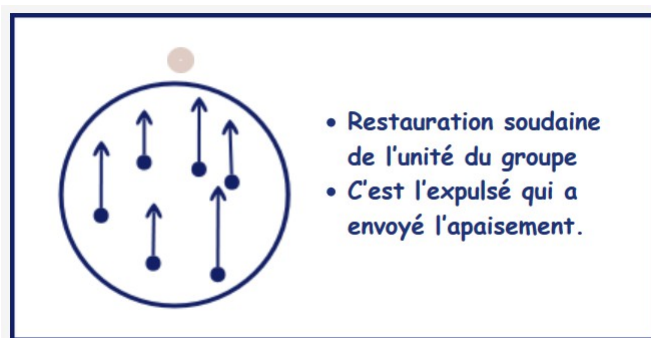 • Restauration soudaine
de l'unité du groupe
• C'est l'expulsé qui a
envoyé l'apaisement.